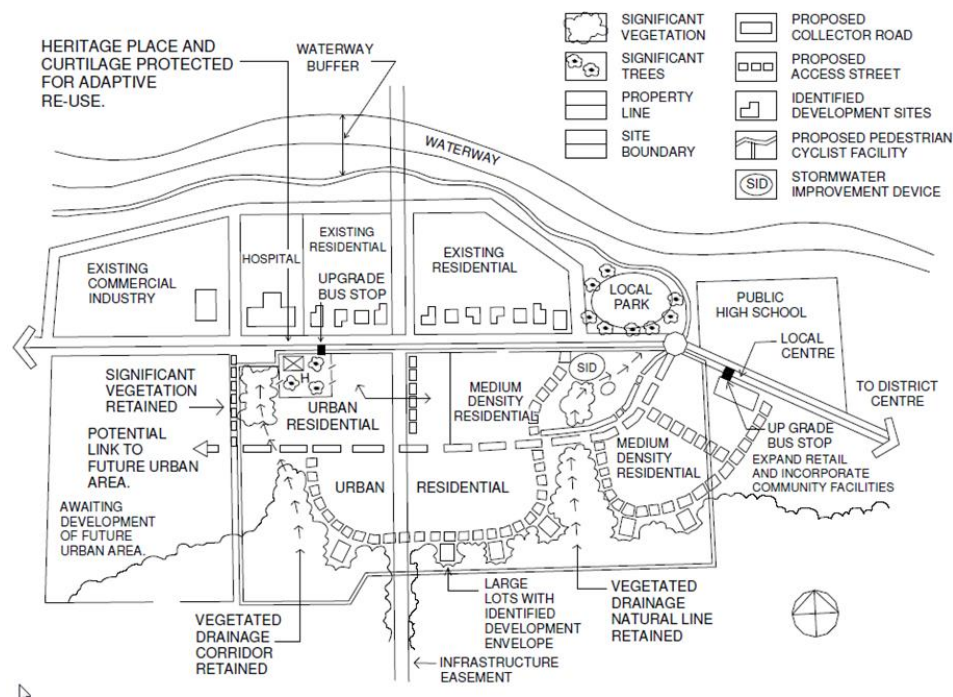 HERITAGE PLACE AND
CURTILAGE PROTECTED
FOR ADAPTIVE
RE-USE.
WATERWAY
BUFFER
SIGNIFICANT
VEGETATION
SIGNIFICANT
TREES
PROPERTY
LINE
SITE
BOUNDARY
PROPOSED
COLLECTOR ROAD
PROPOSED
ACCESS STREET
IDENTIFIED
DEVELOPMENT SITES
PROPOSED PEDESTRIAN
CYCLIST FACILITY
SID
STORMWATER
IMPROVEMENT DEVICE
WATERWAY
EXISTING
COMMERCIAL
INDUSTRY
HOSPITAL
EXISTING
RESIDENTIAL
UPGRADE
BUS STOP
EXISTING
RESIDENTIAL
LOCAL
PARK
PUBLIC
HIGH SCHOOL
LOCAL
CENTRE
TO DISTRICT
CENTRE
SIGNIFICANT
VEGETATION
RETAINED
H
URBAN
RESIDENTIAL
MEDIUM
DENSITY
RESIDENTIAL
SID
POTENTIAL
LINK TO
FUTURE URBAN
AREA.
MEDIUM
DENSITY
RESIDENTIAL
UP GRADE
BUS STOP
EXPAND RETAIL
AND INCORPORATE
COMMUNITY FACILITIES
URBAN RESIDENTIAL
AWAITING
DEVELOPMENT
OF FUTURE
URBAN AREA.
VEGETATED
DRAINAGE
CORRIDOR
RETAINED
LARGE
LOTS WITH
IDENTIFIED
DEVELOPMENT
ENVELOPE
VEGETATED
DRAINAGE
NATURAL LINE
RETAINED
INFRASTRUCTURE
EASEMENT